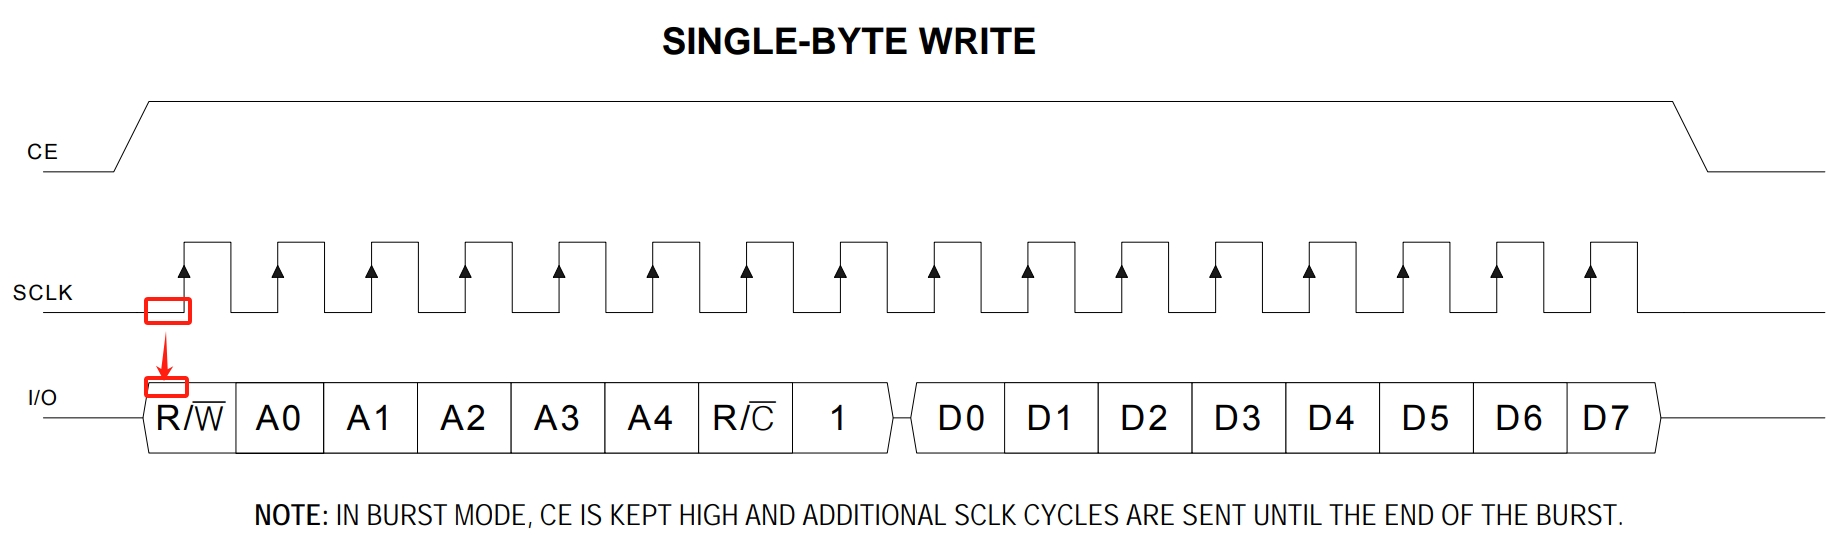 SINGLE-BYTE WRITE
CE
SCLK
I/O
R/W̅ A0 A1 A2 A3 A4 R/C̅ 1 D0 D1 D2 D3 D4 D5 D6 D7
NOTE: IN BURST MODE, CE IS KEPT HIGH AND ADDITIONAL SCLK CYCLES ARE SENT UNTIL THE END OF THE BURST.